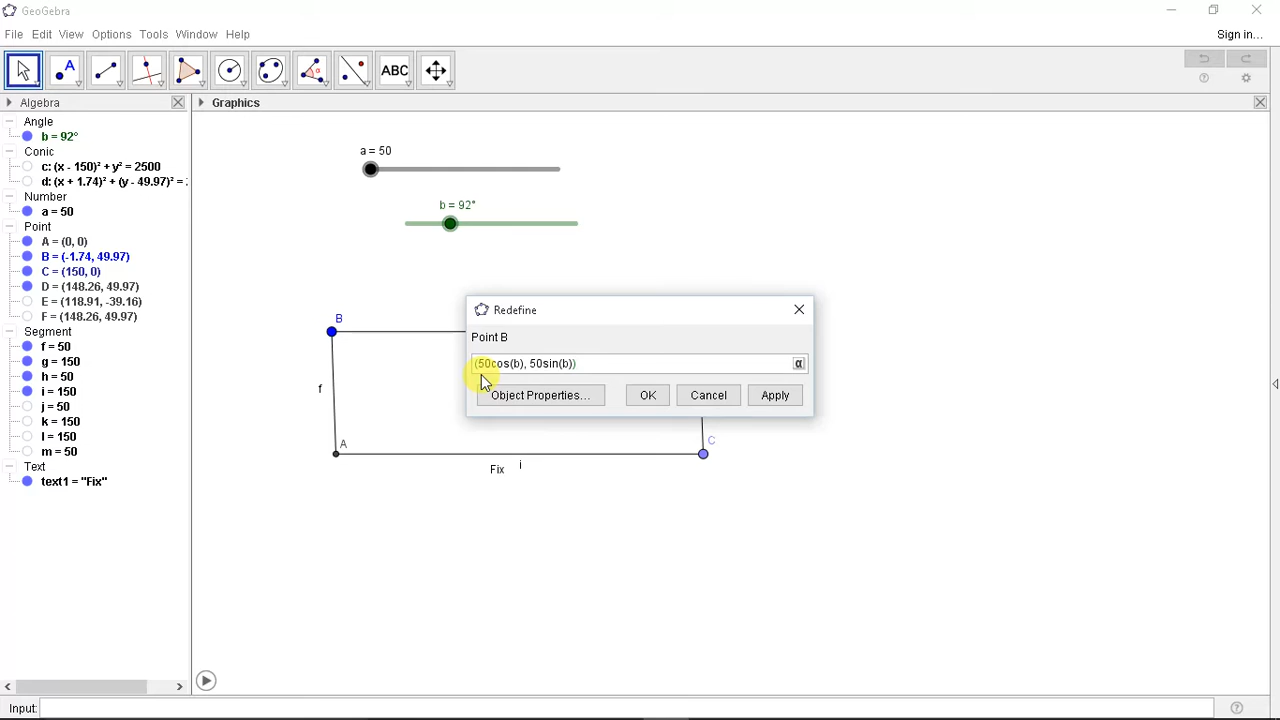 GeoGebra
File Edit View Options Tools Window Help
Sign in...
A
ABC
Algebra
Graphics
Angle
b = 92°
Conic
c: (x - 150)² + y² = 2500
d: (x + 1.74)² + (y - 49.97)² =
Number
a = 50
Point
A = (0, 0)
B = (-1.74, 49.97)
C = (150, 0)
D = (148.26, 49.97)
E = (118.91, -39.16)
F = (148.26, 49.97)
Segment
f = 50
g = 150
h = 50
i = 150
j = 50
k = 150
l = 150
m = 50
Text
text1 = "Fix"
a = 50
b = 92°
B
f
A
C
Fix
i
Redefine
Point B
(50cos(b), 50sin(b))
α
Object Properties... OK Cancel Apply
Input: